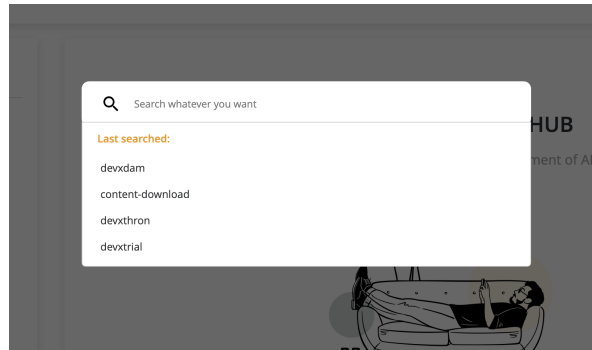 Search whatever you want
HUB
Last searched:
ment of
devxdam
content-download
devxthron
devxtrial